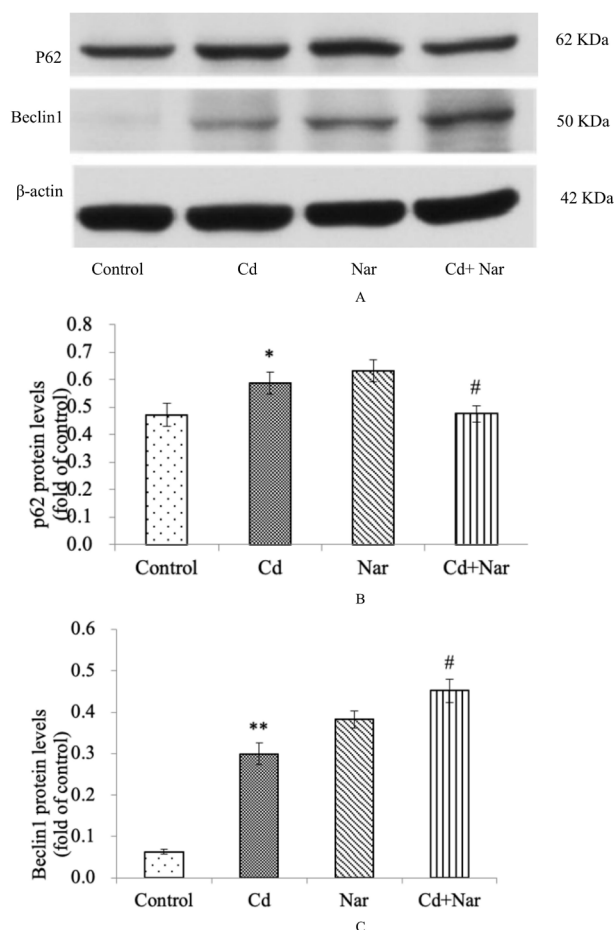 P62 62 KDa
Beclin1 50 KDa
β-actin 42 KDa
Control Cd Nar Cd+ Nar
A
p62 protein levels
(fold of control)
0.8
0.7
0.6
0.5
0.4
0.3
0.2
0.1
0.0
*
#
Control Cd Nar Cd+Nar
B
Beclin1 protein levels
(fold of control)
0.6
0.5
0.4
0.3
0.2
0.1
0.0
**
#
Control Cd Nar Cd+Nar
C